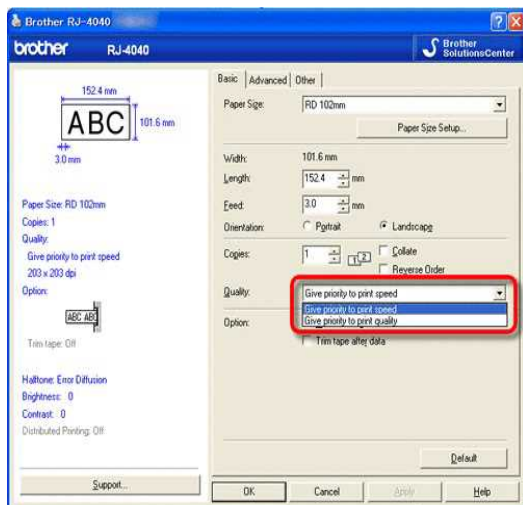 Brother RJ-4040
brother RJ-4040
Brother
SolutionsCenter
152.4 mm
ABC
101.6 mm
3.0 mm
Paper Size: RD 102mm
Copies: 1
Quality:
Give priority to print speed
203 x 203 dpi
Option:
ABC ABC
Trim tape: Off
Halftone: Error Diffusion
Brightness: 0
Contrast: 0
Distributed Printing: Off
Support...
Basic Advanced Other
Paper Size: RD 102mm
Paper Size Setup...
Width: 101.6 mm
Length: 152.4 mm
Feed: 3.0 mm
Orientation: Portrait Landscape
Copies: 1 1 2 Collate
Reverse Order
Quality: Give priority to print speed
Give priority to print speed
Give priority to print quality
Option:
Trim tape after data
Default
OK Cancel Apply Help